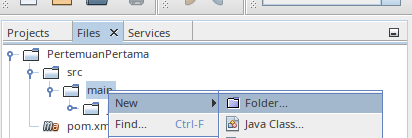 Projects Files Services
PertemuanPertama
src
main
New Folder...
Find... Ctrl-F Java Class...
pom.xm